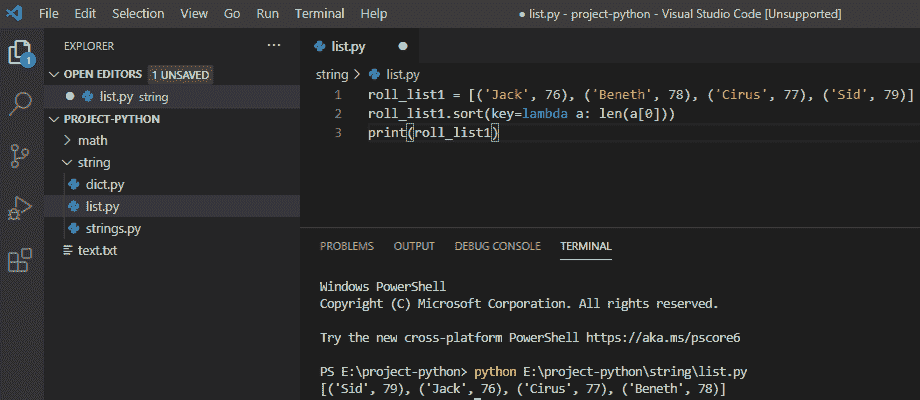 File Edit Selection View Go Run Terminal Help
● list.py - project-python - Visual Studio Code [Unsupported]
EXPLORER
OPEN EDITORS 1 UNSAVED
list.py string
PROJECT-PYTHON
math
string
dict.py
list.py
strings.py
text.txt
1
list.py
string > list.py
1 roll_list1 = [('Jack', 76), ('Beneth', 78), ('Cirus', 77), ('Sid', 79)]
2 roll_list1.sort(key=lambda a: len(a[0]))
3 print(roll_list1)
PROBLEMS OUTPUT DEBUG CONSOLE TERMINAL
Windows PowerShell
Copyright (C) Microsoft Corporation. All rights reserved.
Try the new cross-platform PowerShell https://aka.ms/pscore6
PS E:\project-python> python E:\project-python\string\list.py
[('Sid', 79), ('Jack', 76), ('Cirus', 77), ('Beneth', 78)]